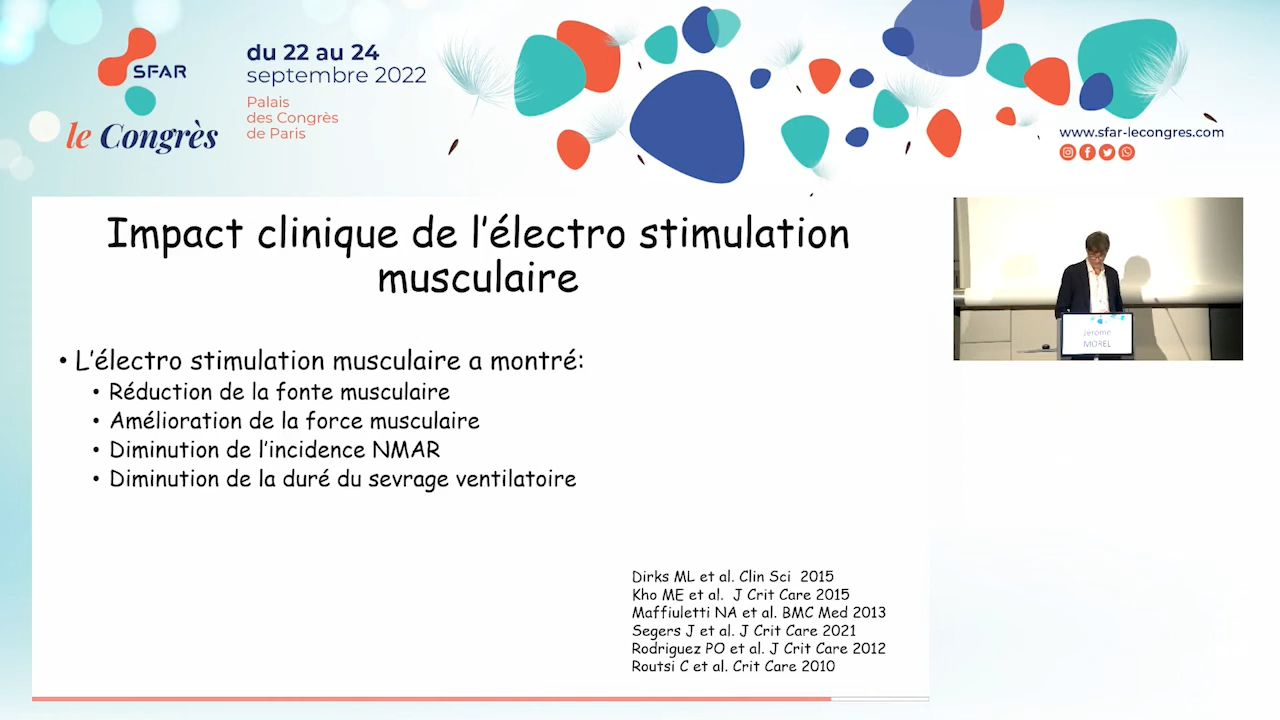 SFAR
le Congrès
du 22 au 24
septembre 2022
Palais
des Congrès
de Paris
www.sfar-lecongres.com
Impact clinique de l'électro stimulation
musculaire
• L'électro stimulation musculaire a montré:
• Réduction de la fonte musculaire
• Amélioration de la force musculaire
• Diminution de l'incidence NMAR
• Diminution de la duré du sevrage ventilatoire
Dirks ML et al. Clin Sci 2015
Kho ME et al. J Crit Care 2015
Maffiuletti NA et al. BMC Med 2013
Segers J et al. J Crit Care 2021
Rodriguez PO et al. J Crit Care 2012
Routsi C et al. Crit Care 2010
Jérôme
MOREL